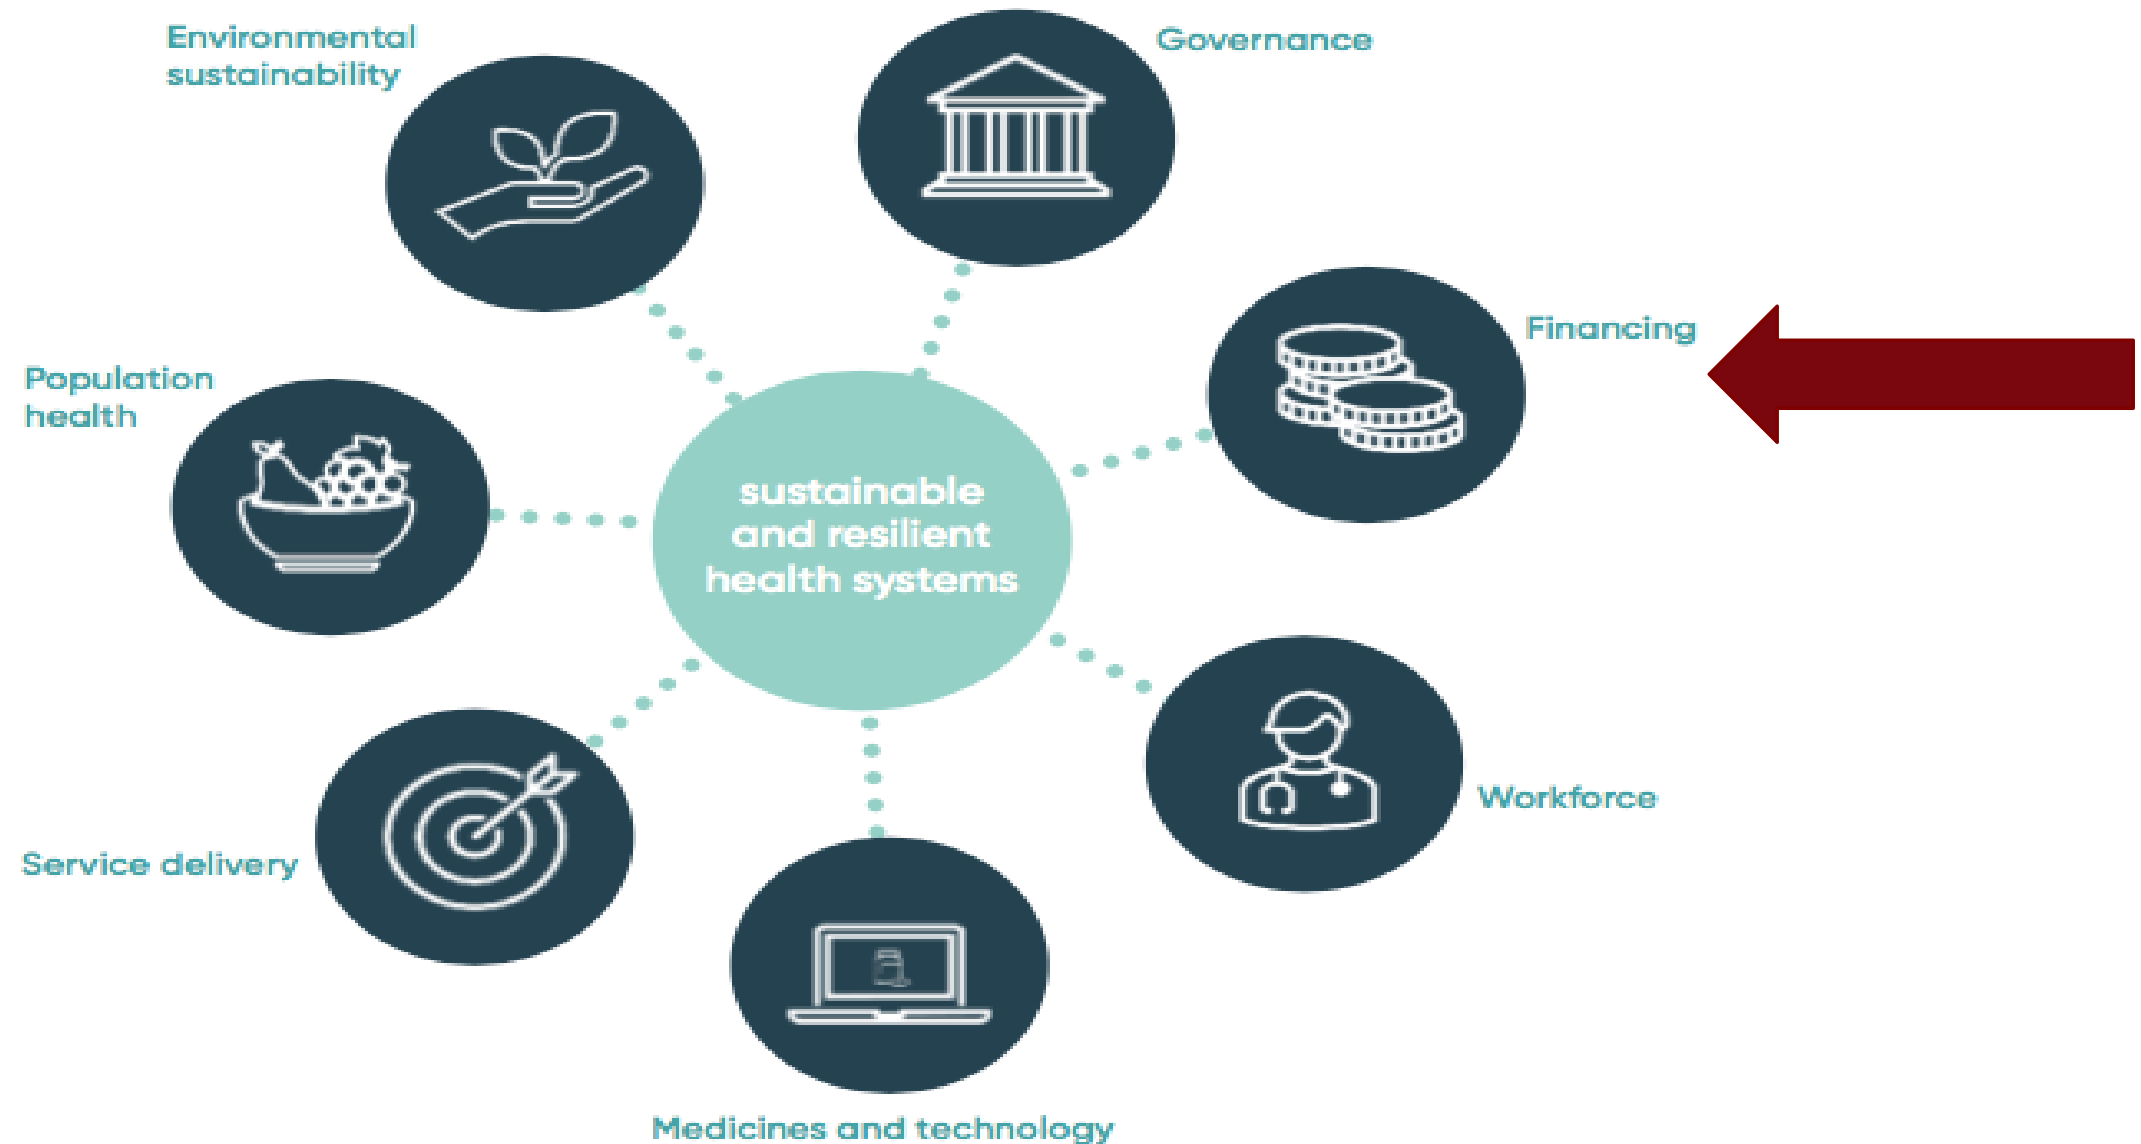 Environmental
sustainability
Governance
Financing
Population
health
sustainable
and resilient
health systems
Workforce
Service delivery
Medicines and technology